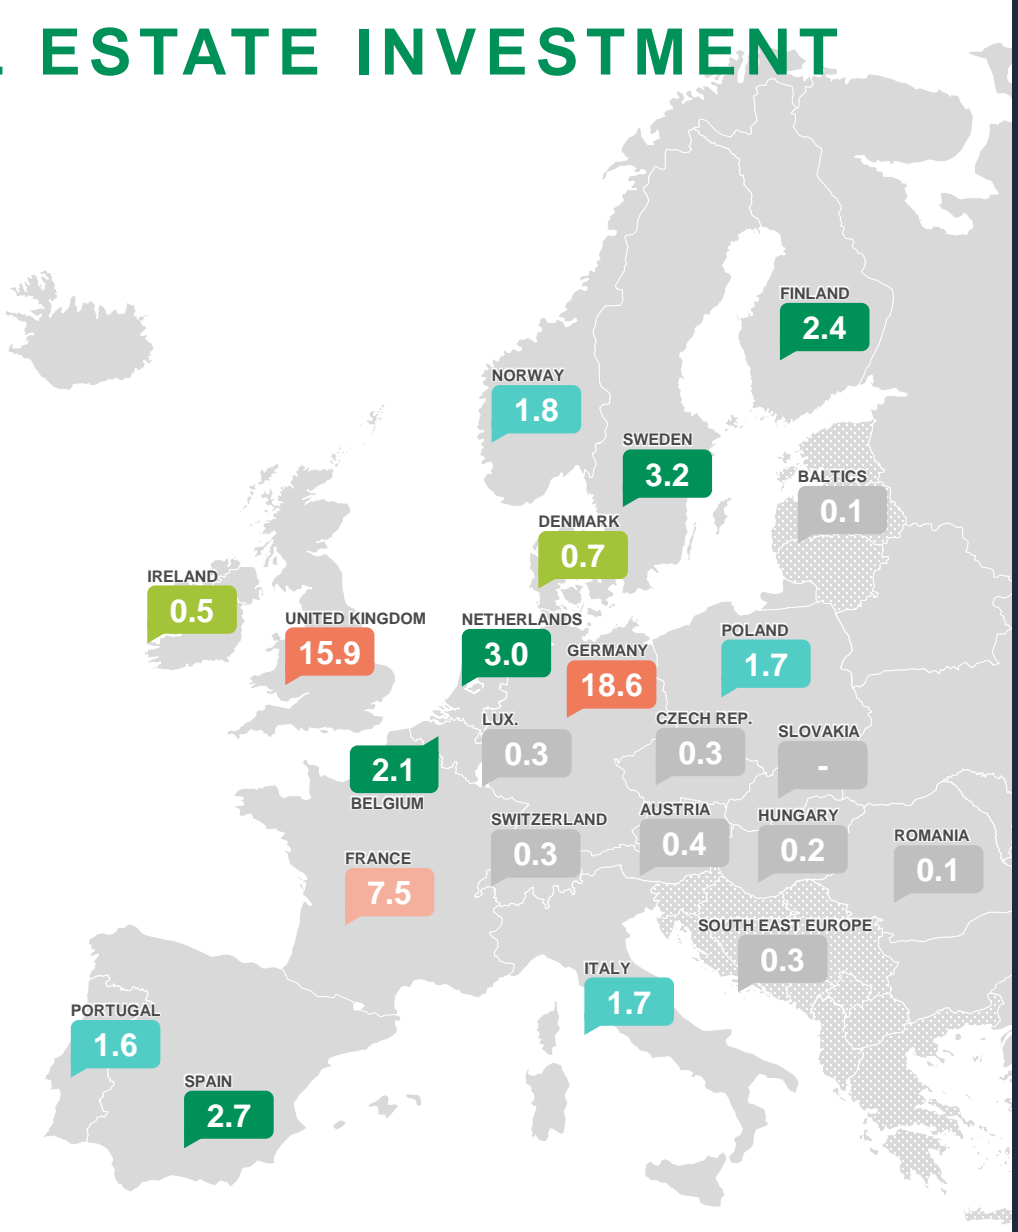 ESTATE INVESTMENT
FINLAND
2.4
NORWAY
1.8
SWEDEN
3.2
BALTICS
0.1
DENMARK
0.7
IRELAND
0.5
UNITED KINGDOM
15.9
NETHERLANDS
3.0
GERMANY
18.6
POLAND
1.7
LUX.
0.3
CZECH REP.
0.3
SLOVAKIA
-
2.1
BELGIUM
SWITZERLAND
0.3
AUSTRIA
0.4
HUNGARY
0.2
ROMANIA
0.1
FRANCE
7.5
SOUTH EAST EUROPE
0.3
ITALY
1.7
PORTUGAL
1.6
SPAIN
2.7